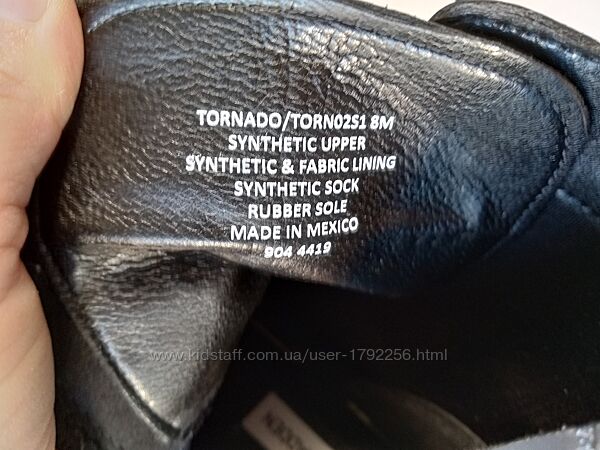 TORNADO/TORN02S1 8M
SYNTHETIC UPPER
SYNTHETIC & FABRIC LINING
SYNTHETIC SOCK
RUBBER SOLE
MADE IN MEXICO
904 4419
www.kidstaff.com.ua/user-1792256.html